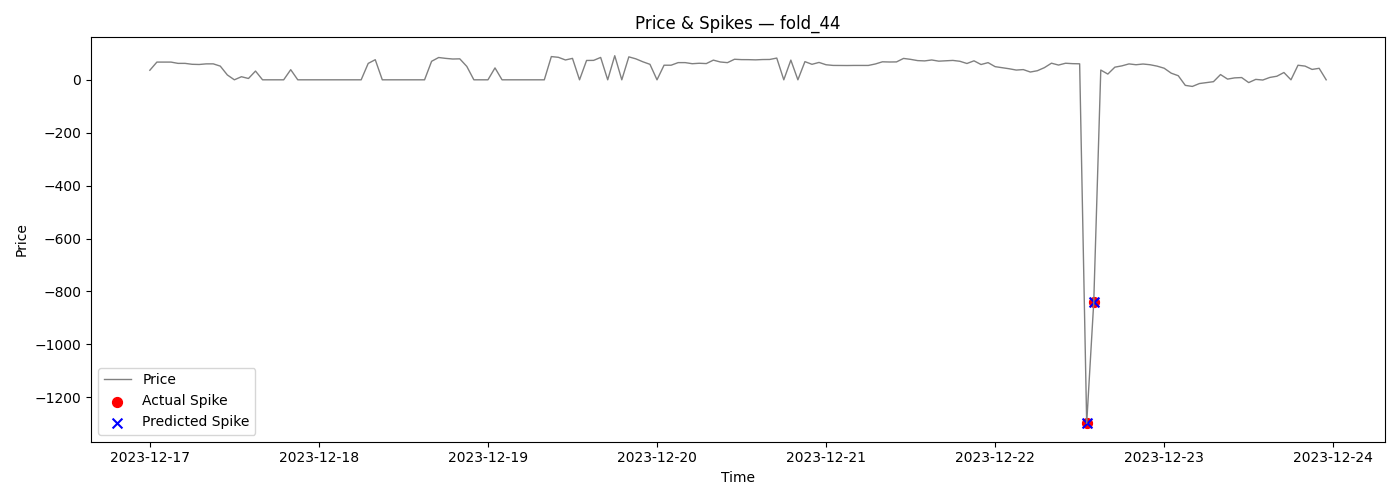 Price & Spikes — fold_44
Price
0
−200
−400
−600
−800
−1000
−1200
Price
Actual Spike
Predicted Spike
2023-12-17
2023-12-18
2023-12-19
2023-12-20
2023-12-21
2023-12-22
2023-12-23
2023-12-24
Time